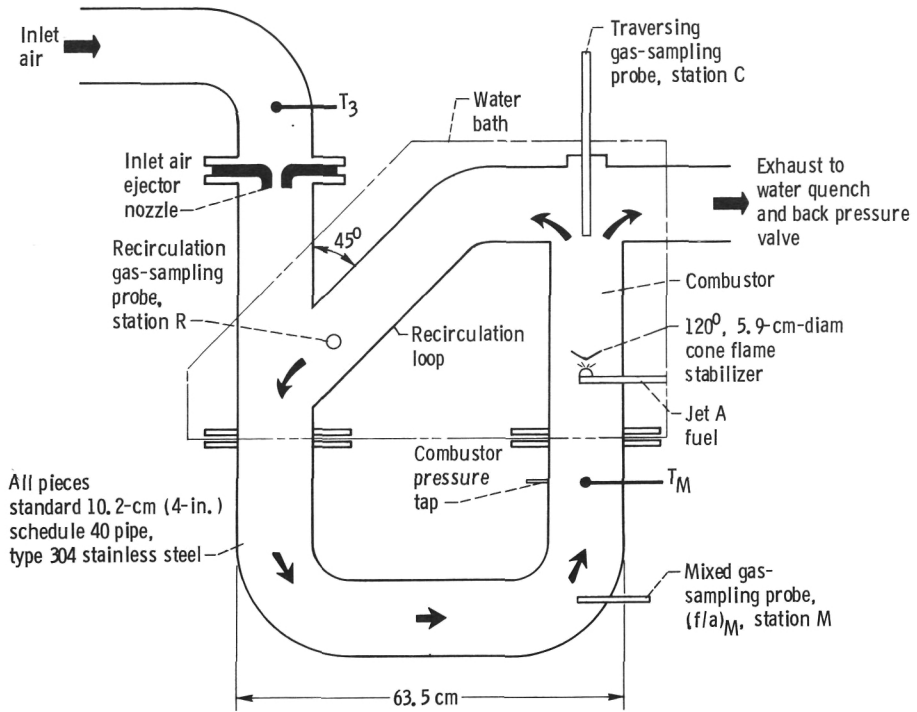 Inlet
air
T3
Inlet air
ejector
nozzle
Recirculation
gas-sampling
probe,
station R
45o
Water
bath
Traversing
gas-sampling
probe, station C
Exhaust to
water quench
and back pressure
valve
Combustor
120o, 5.9-cm-diam
cone flame
stabilizer
Recirculation
loop
Jet A
fuel
Combustor
pressure
tap
TM
All pieces
standard 10.2-cm (4-in.)
schedule 40 pipe,
type 304 stainless steel
Mixed gas-
sampling probe,
(f/a)M, station M
63.5 cm